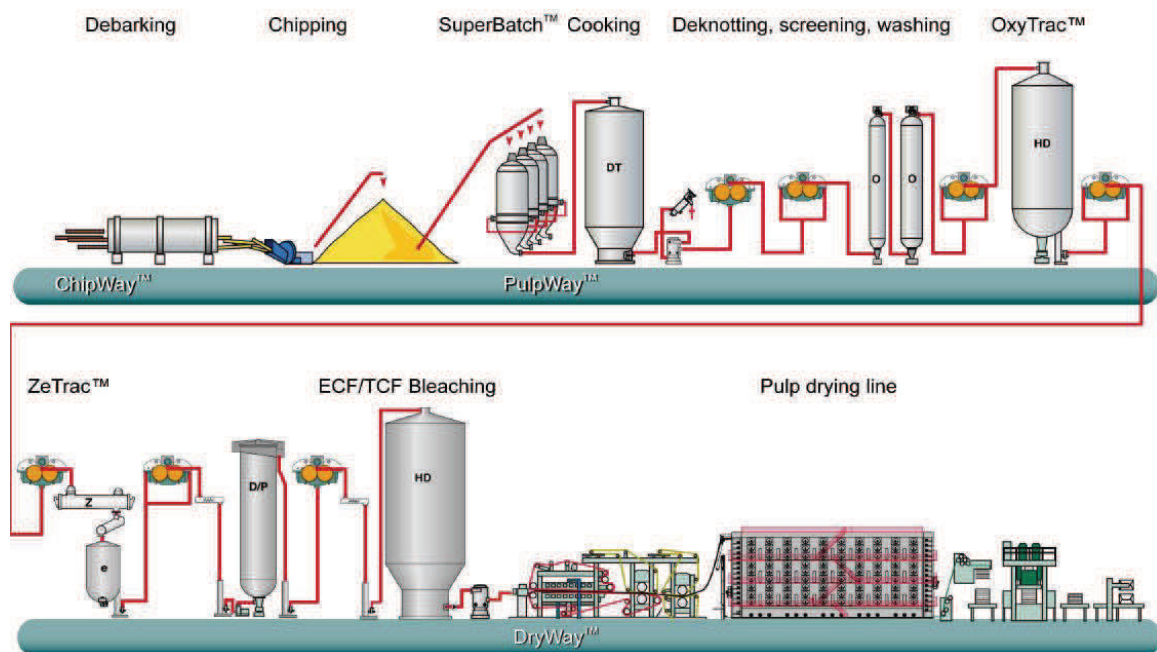 Debarking Chipping SuperBatch™ Cooking Deknotting, screening, washing OxyTrac™
HD
DT
O O
ChipWay™ PulpWay™
ZeTrac™ ECF/TCF Bleaching Pulp drying line
HD
D/P
Z
e
DryWay™